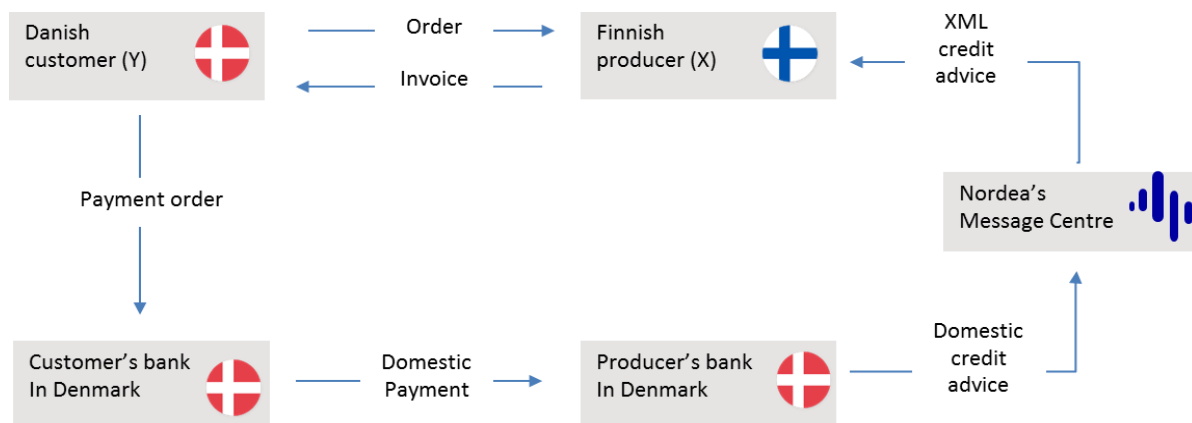 Danish
customer (Y)
Order
Invoice
Finnish
producer (X)
XML
credit
advice
Payment order
Nordea’s
Message Centre
Customer’s bank
In Denmark
Domestic
Payment
Producer’s bank
In Denmark
Domestic
credit
advice